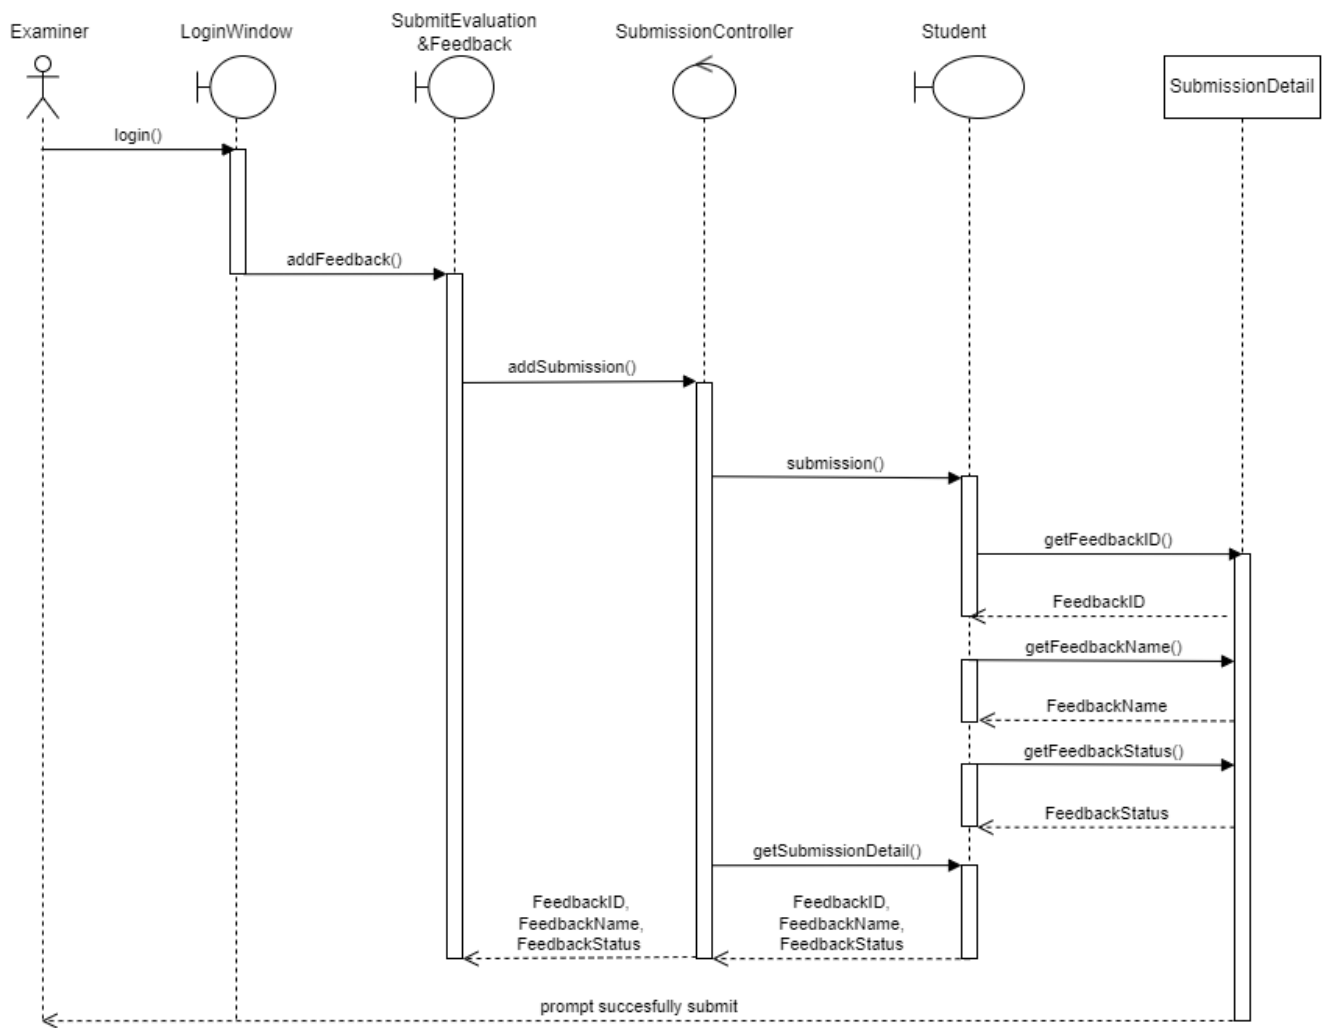 Examiner
LoginWindow
SubmitEvaluation
&Feedback
SubmissionController
Student
SubmissionDetail
login()
addFeedback()
addSubmission()
submission()
getFeedbackID()
FeedbackID
getFeedbackName()
FeedbackName
getFeedbackStatus()
FeedbackStatus
getSubmissionDetail()
FeedbackID,
FeedbackName,
FeedbackStatus
FeedbackID,
FeedbackName,
FeedbackStatus
prompt succesfully submit